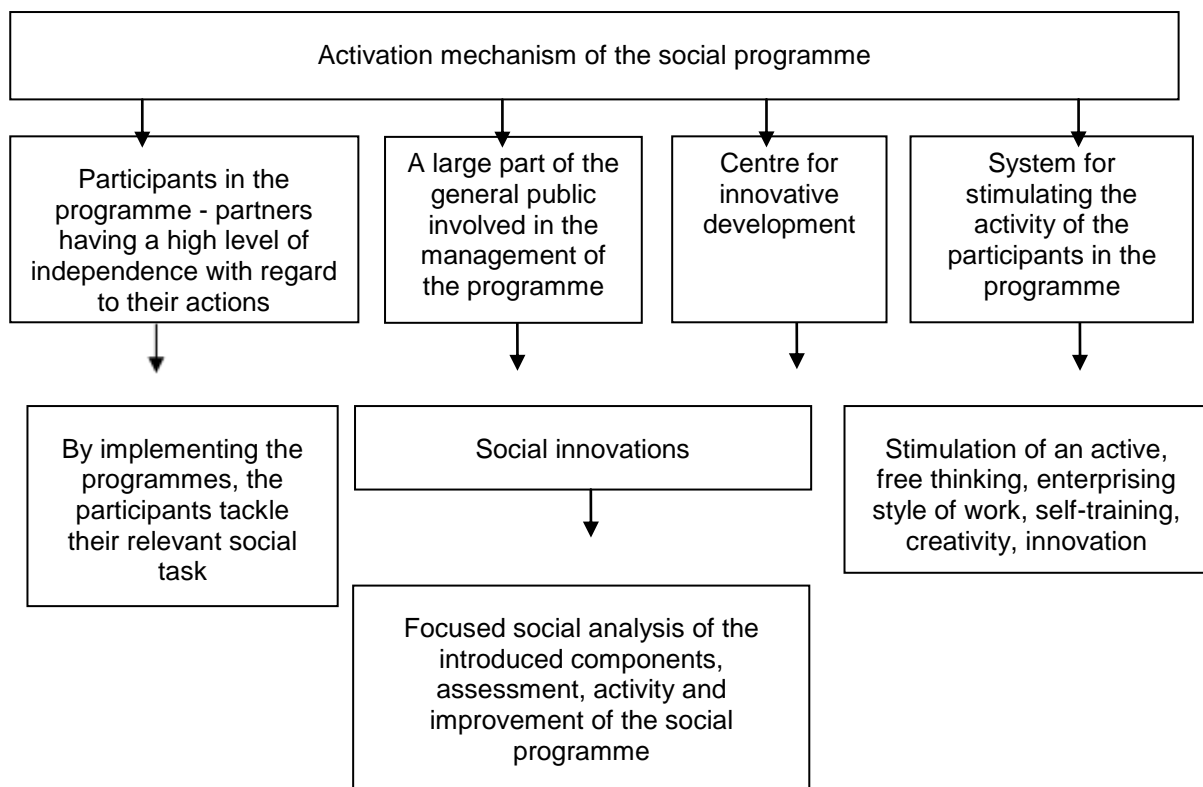 Activation mechanism of the social programme
Participants in the
programme - partners
having a high level of
independence with regard
to their actions
A large part of the
general public
involved in the
management of
the programme
Centre for
innovative
development
System for
stimulating the
activity of the
participants in the
programme
By implementing the
programmes, the
participants tackle
their relevant social
task
Social innovations
Stimulation of an active,
free thinking, enterprising
style of work, self-training,
creativity, innovation
Focused social analysis of the
introduced components,
assessment, activity and
improvement of the social
programme